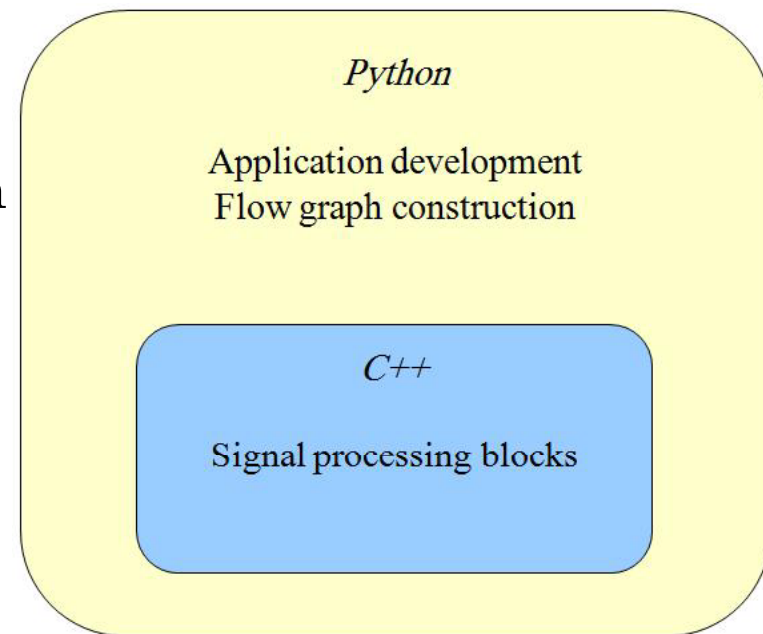 Python
Application development
Flow graph construction
C++
Signal processing blocks